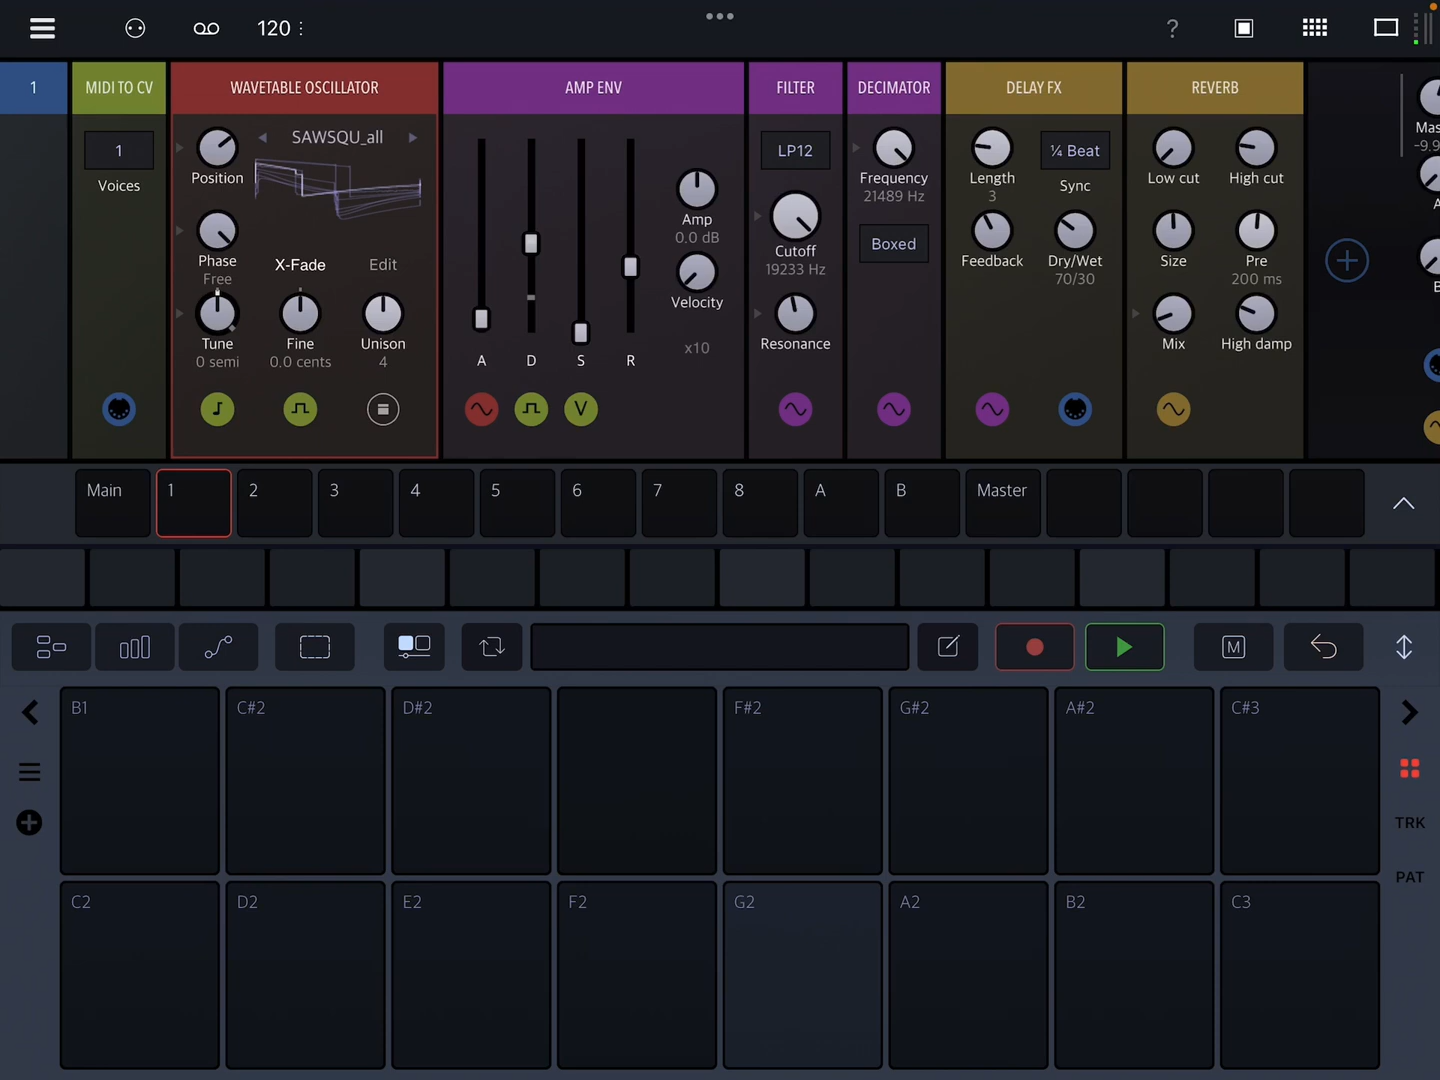 120
?
1
MIDI TO CV
WAVETABLE OSCILLATOR
AMP ENV
FILTER
DECIMATOR
DELAY FX
REVERB
1
Voices
Position
SAWSQU_all
Phase
Free
X-Fade
Edit
Tune
0 semi
Fine
0.0 cents
Unison
4
A
D
S
R
Amp
0.0 dB
Velocity
x10
V
LP12
Cutoff
19233 Hz
Resonance
Frequency
21489 Hz
Boxed
Length
3
¼ Beat
Sync
Feedback
Dry/Wet
70/30
Low cut
High cut
Size
Pre
200 ms
Mix
High damp
Mas
-9.9
Main
1
2
3
4
5
6
7
8
A
B
Master
M
B1
C#2
D#2
F#2
G#2
A#2
C#3
TRK
PAT
C2
D2
E2
F2
G2
A2
B2
C3